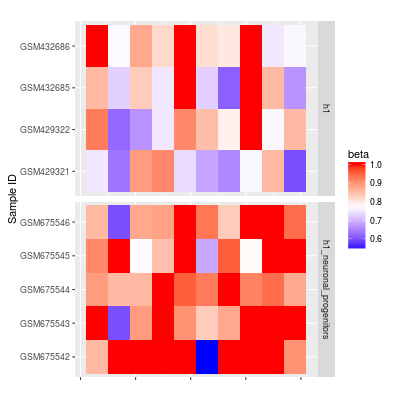 Sample ID
GSM432686
GSM432685
GSM429322
GSM429321
h1
GSM675546
GSM675545
GSM675544
GSM675543
GSM675542
h1_neuronal_progenitors
beta
1.0
0.9
0.8
0.7
0.6